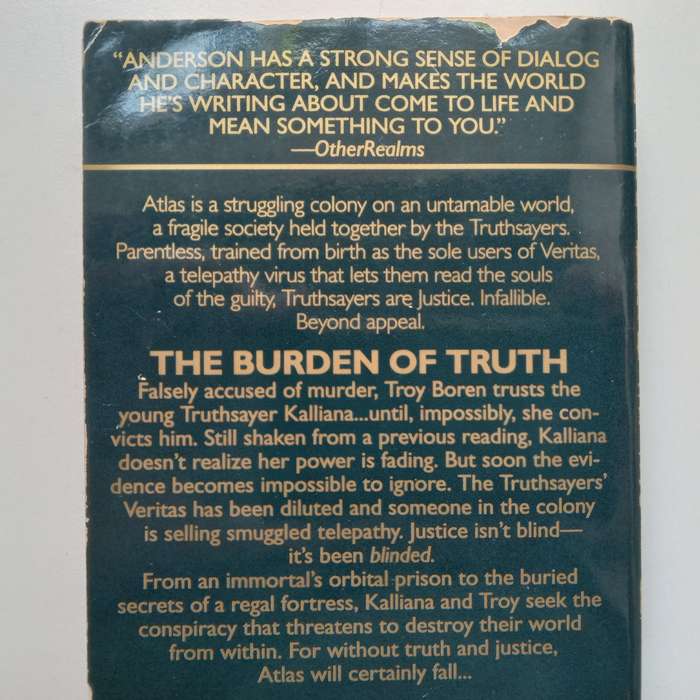 “ANDERSON HAS A STRONG SENSE OF DIALOG
AND CHARACTER, AND MAKES THE WORLD
HE’S WRITING ABOUT COME TO LIFE AND
MEAN SOMETHING TO YOU.”
—OtherRealms
Atlas is a struggling colony on an untamable world,
a fragile society held together by the Truthsayers.
Parentless, trained from birth as the sole users of Veritas,
a telepathy virus that lets them read the souls
of the guilty, Truthsayers are Justice. Infallible.
Beyond appeal.
THE BURDEN OF TRUTH
Falsely accused of murder, Troy Boren trusts the
young Truthsayer Kalliana...until, impossibly, she con-
victs him. Still shaken from a previous reading, Kalliana
doesn’t realize her power is fading. But soon the evi-
dence becomes impossible to ignore. The Truthsayers’
Veritas has been diluted and someone in the colony
is selling smuggled telepathy. Justice isn’t blind—
it’s been blinded.
From an immortal’s orbital prison to the buried
secrets of a regal fortress, Kalliana and Troy seek the
conspiracy that threatens to destroy their world
from within. For without truth and justice,
Atlas will certainly fall...